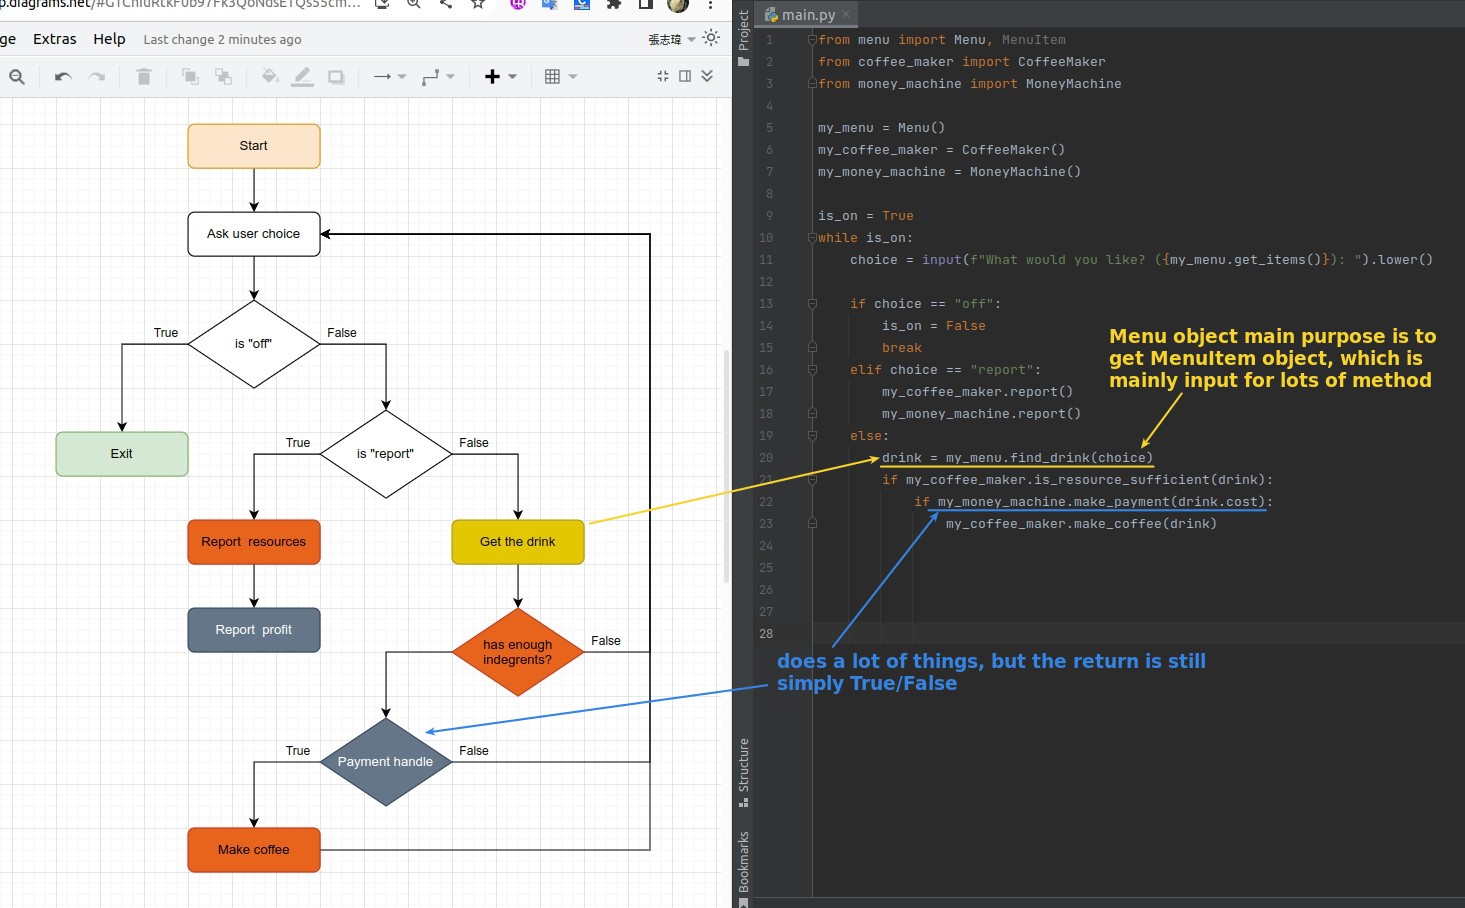 ge Extras Help Last change 2 minutes ago
張志瑋
Start
Ask user choice
True
False
is "off"
Exit
True
False
is "report"
Report resources
Get the drink
Report profit
has enough
indegrents?
False
True
False
Payment handle
Make coffee
Project
main.py
1 from menu import Menu, MenuItem
2 from coffee_maker import CoffeeMaker
3 from money_machine import MoneyMachine
4
5 my_menu = Menu()
6 my_coffee_maker = CoffeeMaker()
7 my_money_machine = MoneyMachine()
8
9 is_on = True
10 while is_on:
11 choice = input(f"What would you like? ({my_menu.get_items()}): ").lower()
12
13 if choice == "off":
14 is_on = False
15 break
16 elif choice == "report":
17 my_coffee_maker.report()
18 my_money_machine.report()
19 else:
20 drink = my_menu.find_drink(choice)
21 if my_coffee_maker.is_resource_sufficient(drink):
22 if my_money_machine.make_payment(drink.cost):
23 my_coffee_maker.make_coffee(drink)
24
25
26
27
28
Menu object main purpose is to
get MenuItem object, which is
mainly input for lots of method
does a lot of things, but the return is still
simply True/False
Structure
Bookmarks